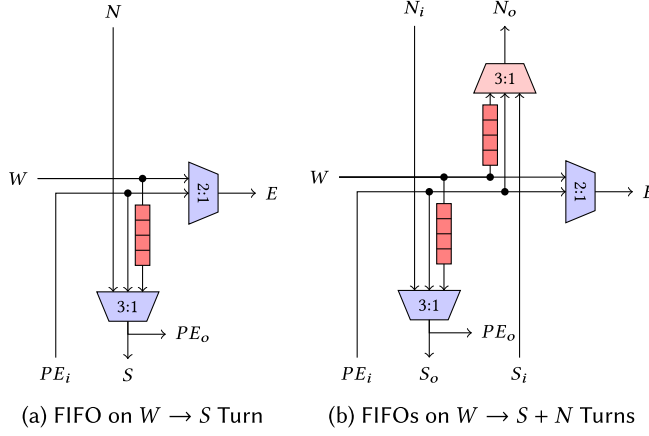 N
N_i
N_o
3:1
W
2:1
E
W
2:1
E
3:1
PE_o
3:1
PE_o
PE_i
S
PE_i
S_o
S_i
(a) FIFO on W → S Turn
(b) FIFOs on W → S + N Turns